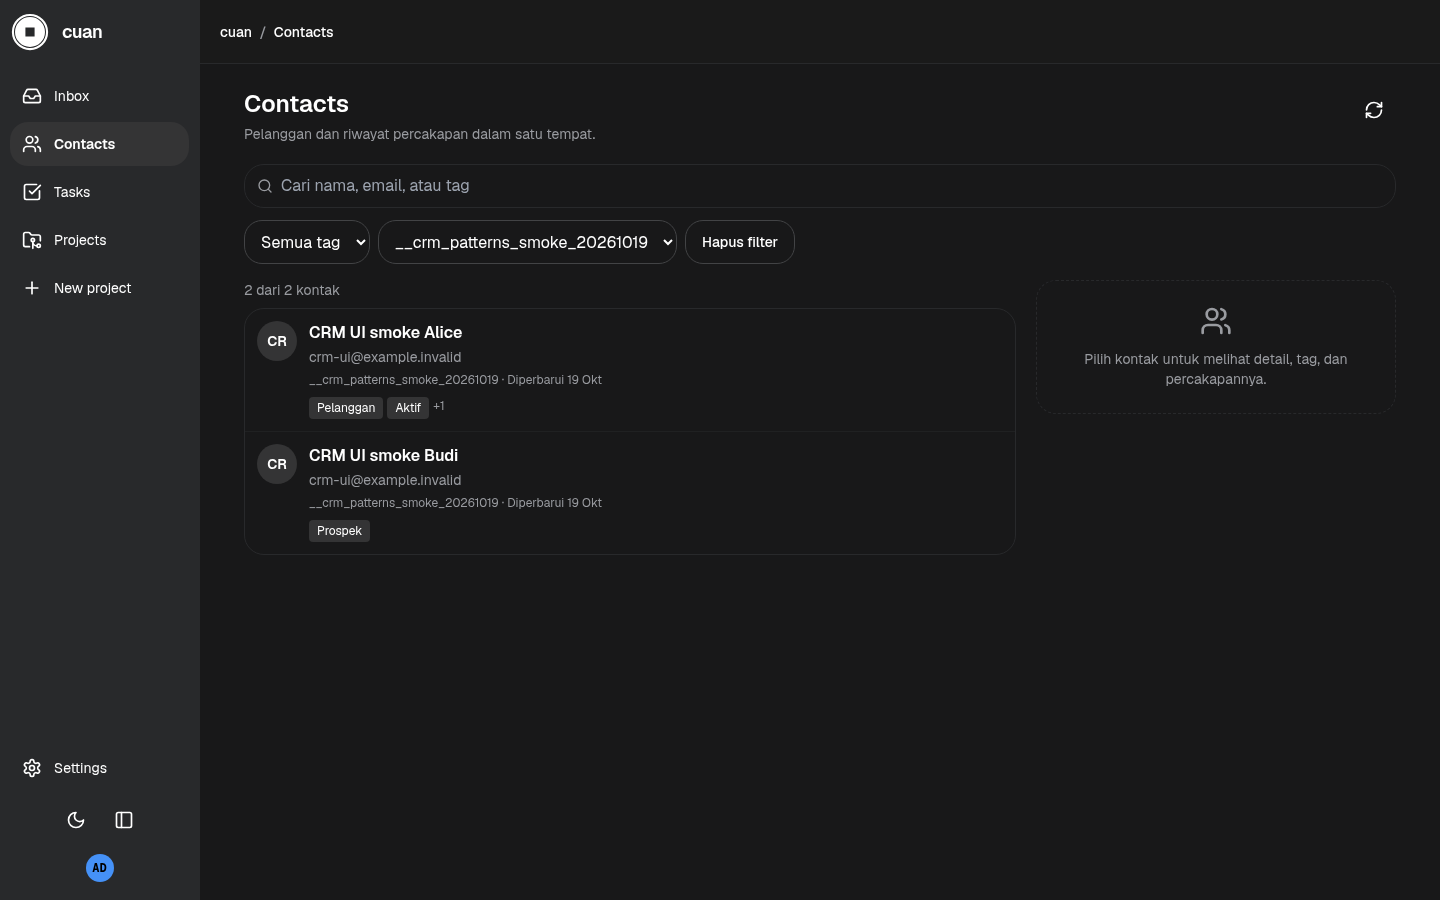 cuan
Inbox
Contacts
Tasks
Projects
New project
Settings
AD
cuan / Contacts
Contacts
Pelanggan dan riwayat percakapan dalam satu tempat.
Cari nama, email, atau tag
Semua tag
__crm_patterns_smoke_20261019
Hapus filter
2 dari 2 kontak
CR
CRM UI smoke Alice
crm-ui@example.invalid
__crm_patterns_smoke_20261019 · Diperbarui 19 Okt
Pelanggan Aktif +1
CR
CRM UI smoke Budi
crm-ui@example.invalid
__crm_patterns_smoke_20261019 · Diperbarui 19 Okt
Prospek
Pilih kontak untuk melihat detail, tag, dan
percakapannya.